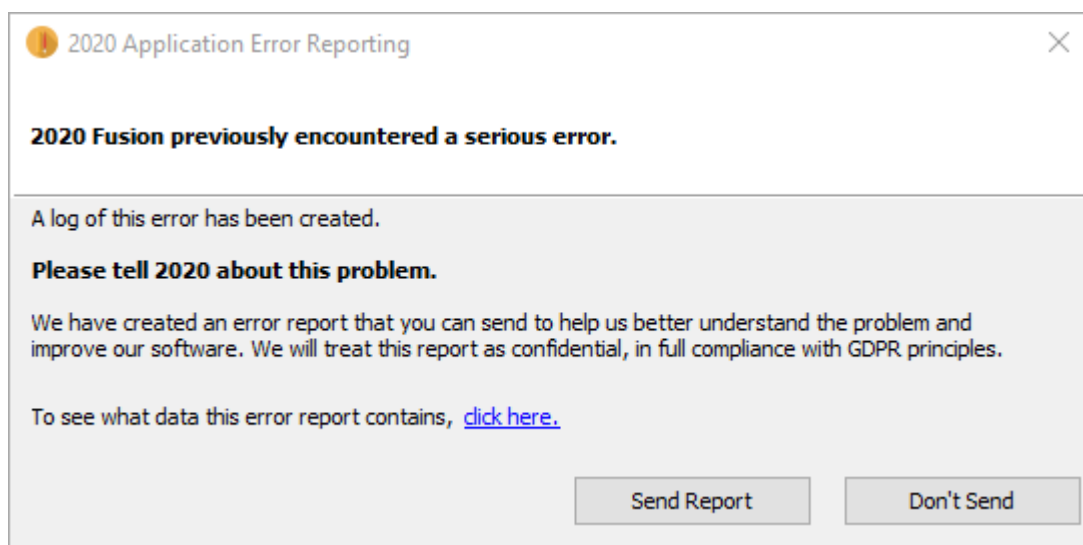 2020 Application Error Reporting
2020 Fusion previously encountered a serious error.
A log of this error has been created.
Please tell 2020 about this problem.
We have created an error report that you can send to help us better understand the problem and
improve our software. We will treat this report as confidential, in full compliance with GDPR principles.
To see what data this error report contains, click here.
Send Report Don't Send